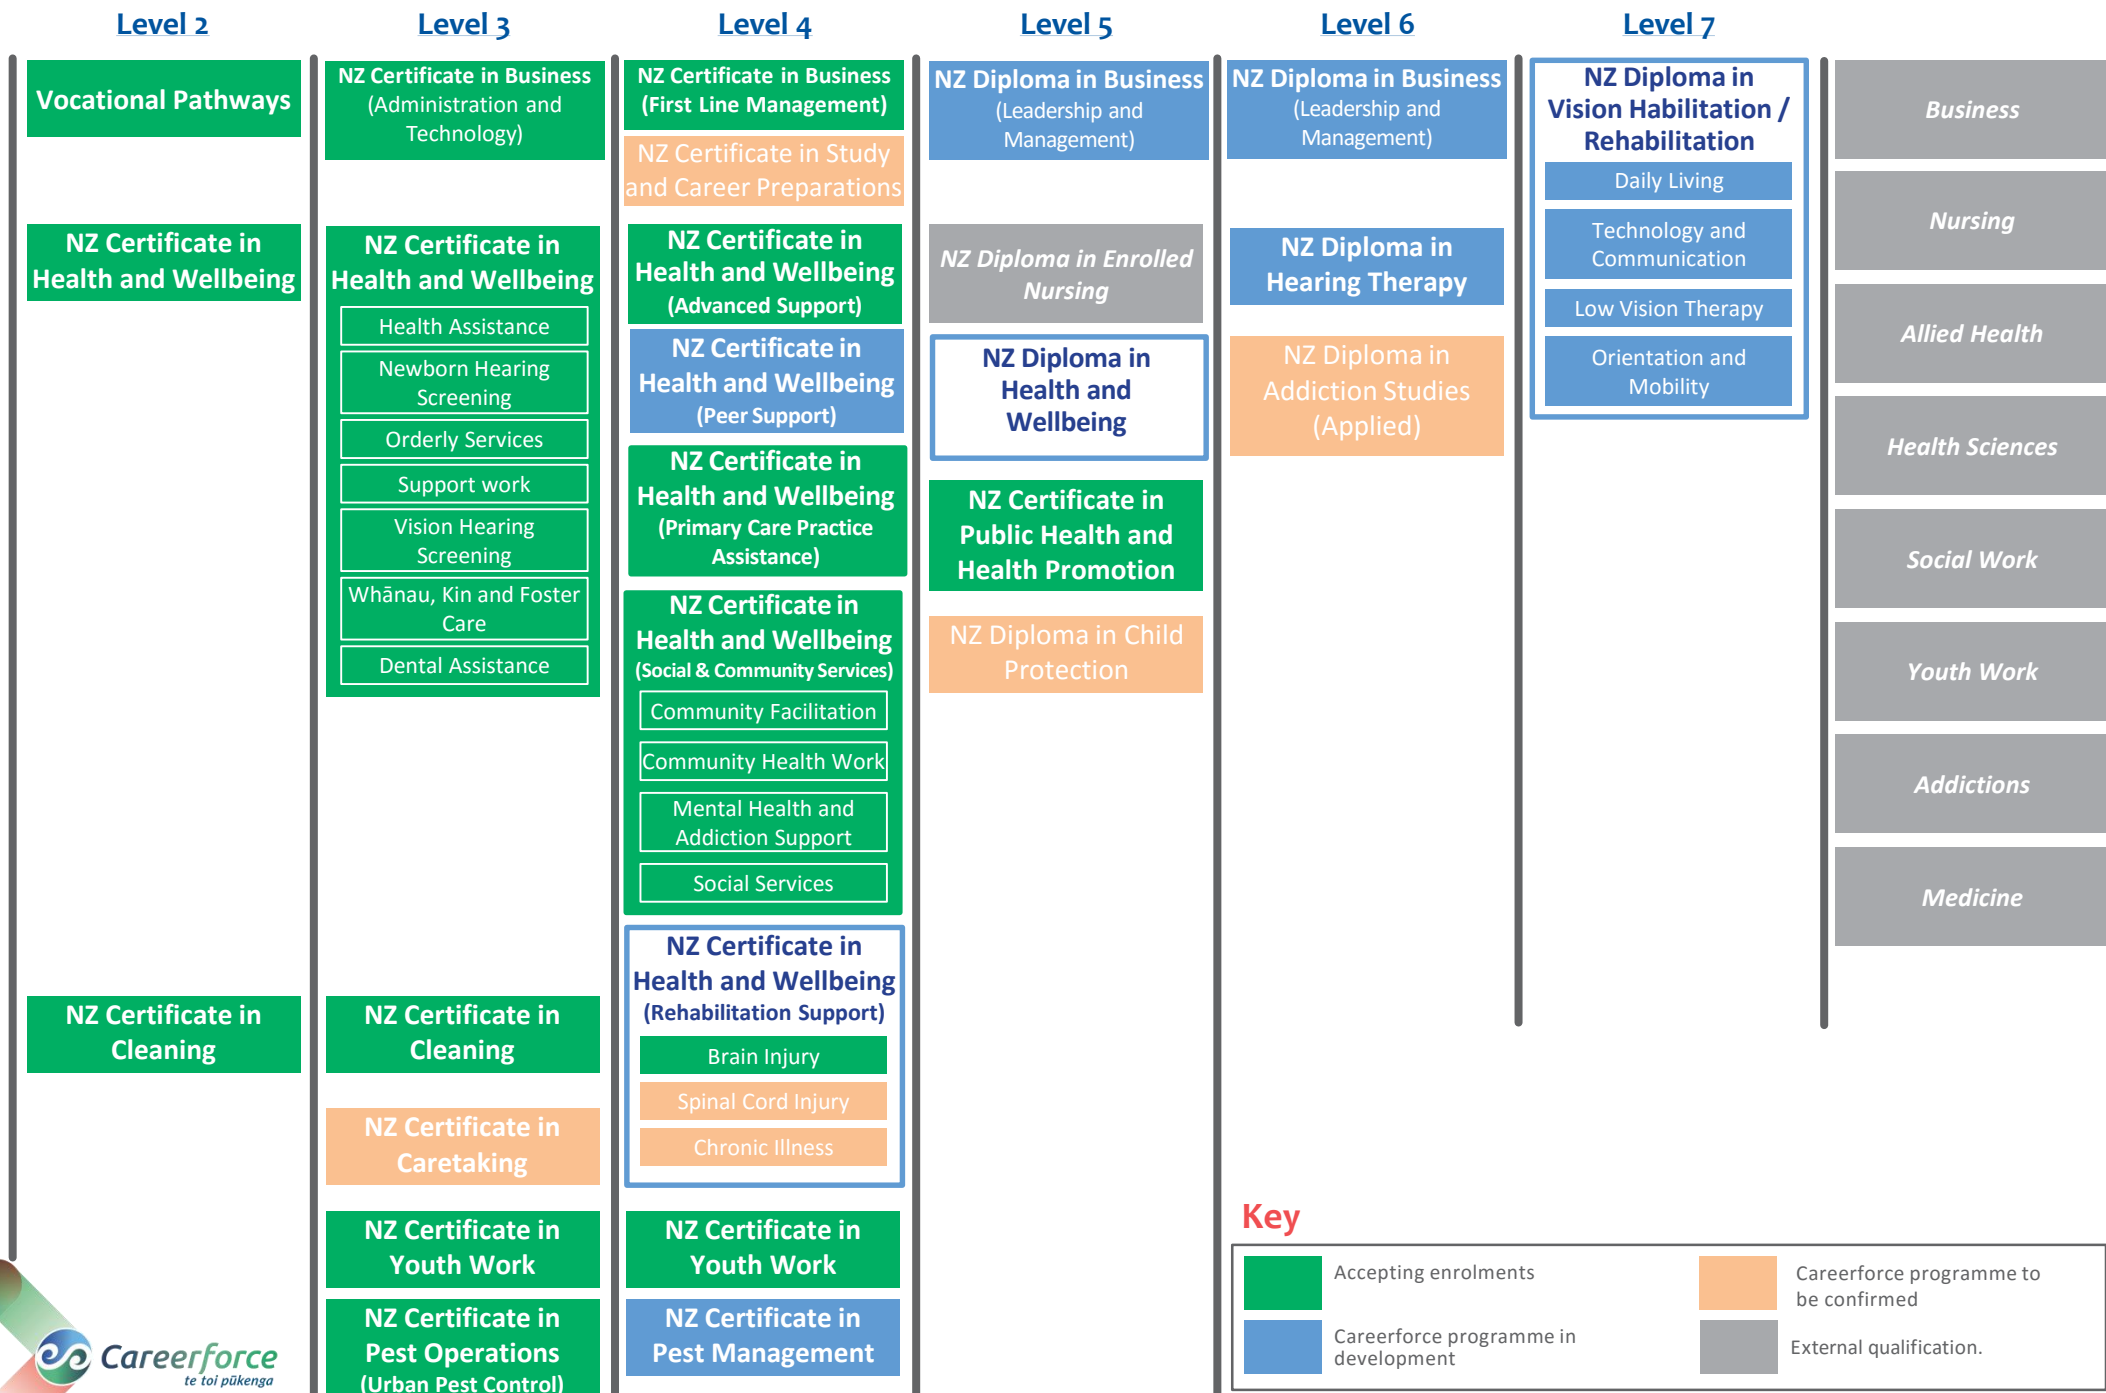 Level 2
Level 3
Level 4
Level 5
Level 6
Level 7
Vocational Pathways
NZ Certificate in
Health and Wellbeing
NZ Certificate in
Cleaning
NZ Certificate in Business
(Administration and
Technology)
NZ Certificate in
Health and Wellbeing
Health Assistance
Newborn Hearing
Screening
Orderly Services
Support work
Vision Hearing
Screening
Whānau, Kin and Foster
Care
Dental Assistance
NZ Certificate in
Cleaning
NZ Certificate in
Caretaking
NZ Certificate in
Youth Work
NZ Certificate in
Pest Operations
(Urban Pest Control)
NZ Certificate in Business
(First Line Management)
NZ Certificate in Study
and Career Preparations
NZ Certificate in
Health and Wellbeing
(Advanced Support)
NZ Certificate in
Health and Wellbeing
(Peer Support)
NZ Certificate in
Health and Wellbeing
(Primary Care Practice
Assistance)
NZ Certificate in
Health and Wellbeing
(Social & Community Services)
Community Facilitation
Community Health Work
Mental Health and
Addiction Support
Social Services
NZ Certificate in
Health and Wellbeing
(Rehabilitation Support)
Brain Injury
Spinal Cord Injury
Chronic Illness
NZ Certificate in
Youth Work
NZ Certificate in
Pest Management
NZ Diploma in Business
(Leadership and
Management)
NZ Diploma in Enrolled
Nursing
NZ Diploma in
Health and
Wellbeing
NZ Certificate in
Public Health and
Health Promotion
NZ Diploma in Child
Protection
NZ Diploma in Business
(Leadership and
Management)
NZ Diploma in
Hearing Therapy
NZ Diploma in
Addiction Studies
(Applied)
NZ Diploma in
Vision Habilitation /
Rehabilitation
Daily Living
Technology and
Communication
Low Vision Therapy
Orientation and
Mobility
Business
Nursing
Allied Health
Health Sciences
Social Work
Youth Work
Addictions
Medicine
Key
Accepting enrolments
Careerforce programme in
development
Careerforce programme to
be confirmed
External qualification.
Careerforce
te toi pūkenga